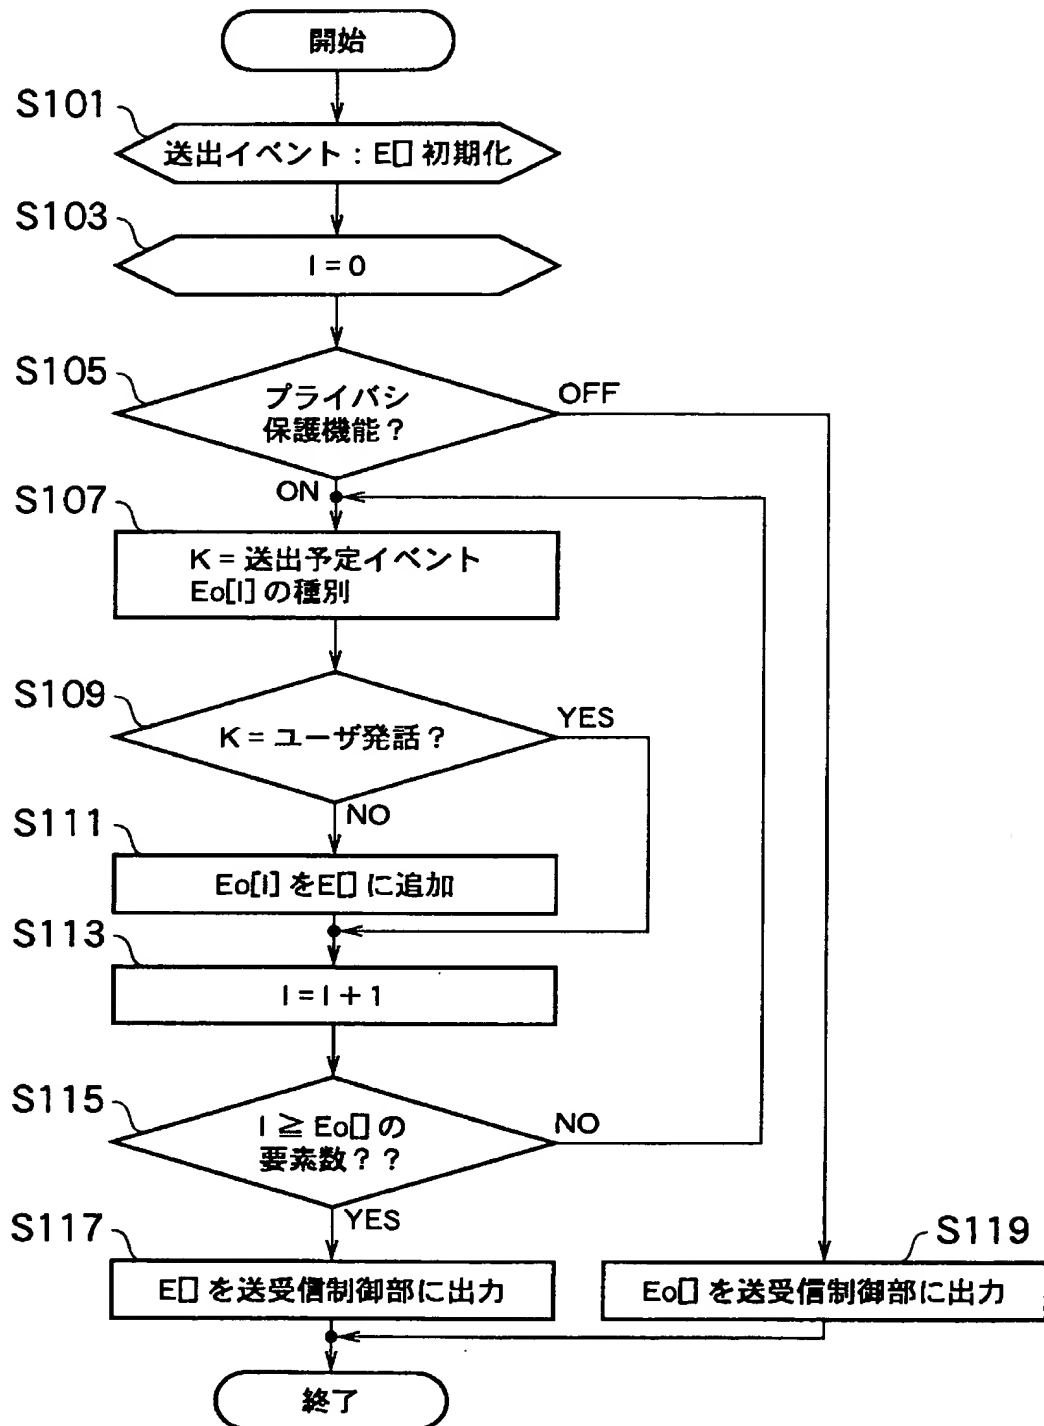 開始
S101
送出イベント：E[] 初期化
S103
I = 0
S105
プライバシ
保護機能？
OFF
ON
S107
K = 送出予定イベント
Eo[I] の種別
S109
K = ユーザ発話？
YES
NO
S111
Eo[I] をE[] に追加
S113
I = I + 1
S115
I ≧ Eo[] の
要素数？？
NO
YES
S117
E[] を送受信制御部に出力
S119
Eo[] を送受信制御部に出力
終了